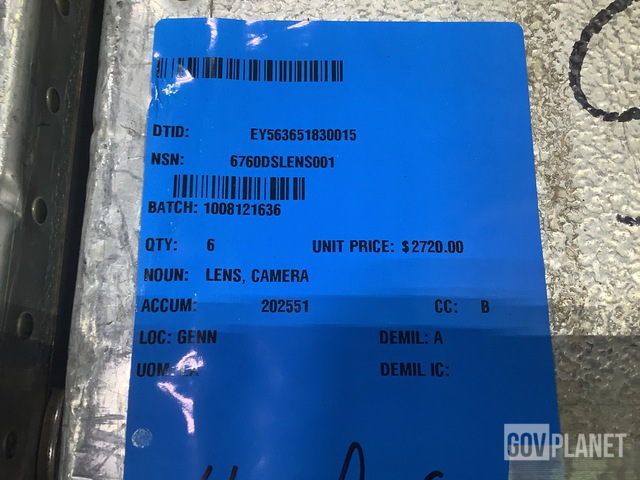 DTID: EY563651830015
NSN: 6760DSLENS001
BATCH: 1008121636
QTY: 6 UNIT PRICE: $2720.00
NOUN: LENS, CAMERA
ACCUM: 202551 CC: B
LOC: GENN DEMIL: A
UOM: DEMIL IC:
GOVPLANET